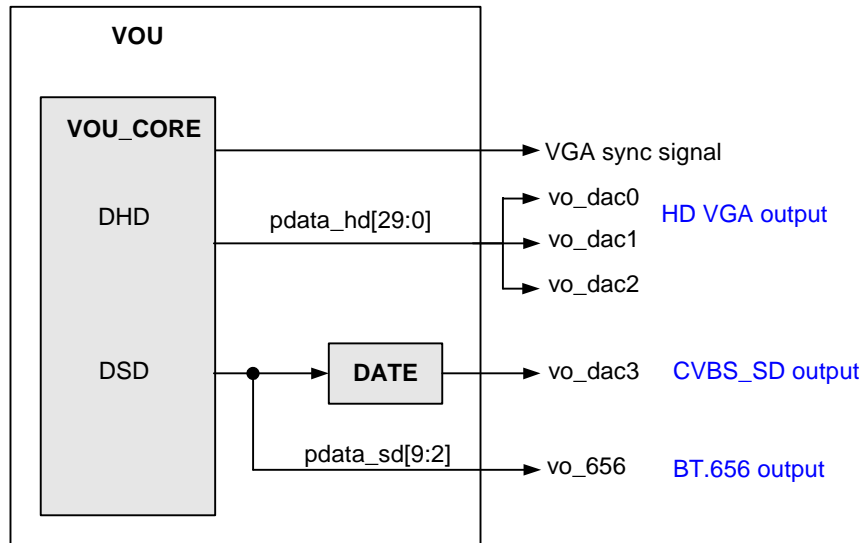 VOU
VOU_CORE
VGA sync signal
DHD
pdata_hd[29:0]
vo_dac0
HD VGA output
vo_dac1
vo_dac2
DSD
DATE
vo_dac3
CVBS_SD output
pdata_sd[9:2]
vo_656
BT.656 output